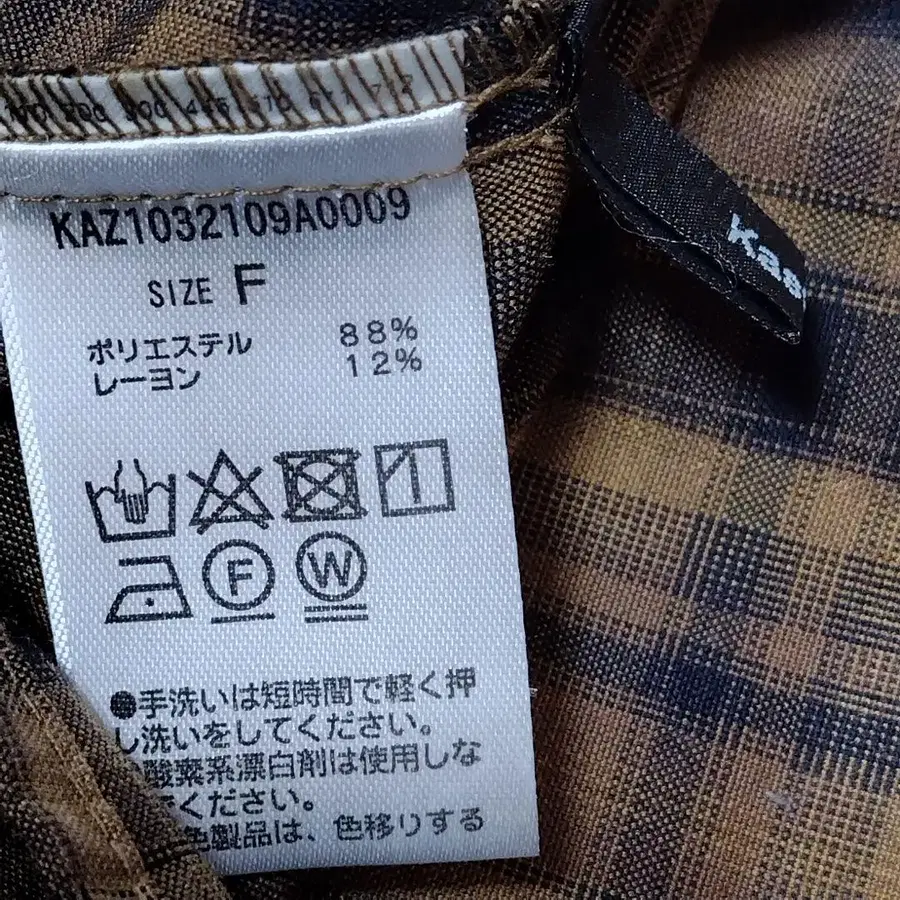 KAZ1032109A0009
SIZE F
ポリエステル 88%
レーヨン 12%
F W
●手洗いは短時間で軽く押
し洗いをしてください。
酸素系漂白剤は使用しな
てください。
色製品は、色移りする
Kas